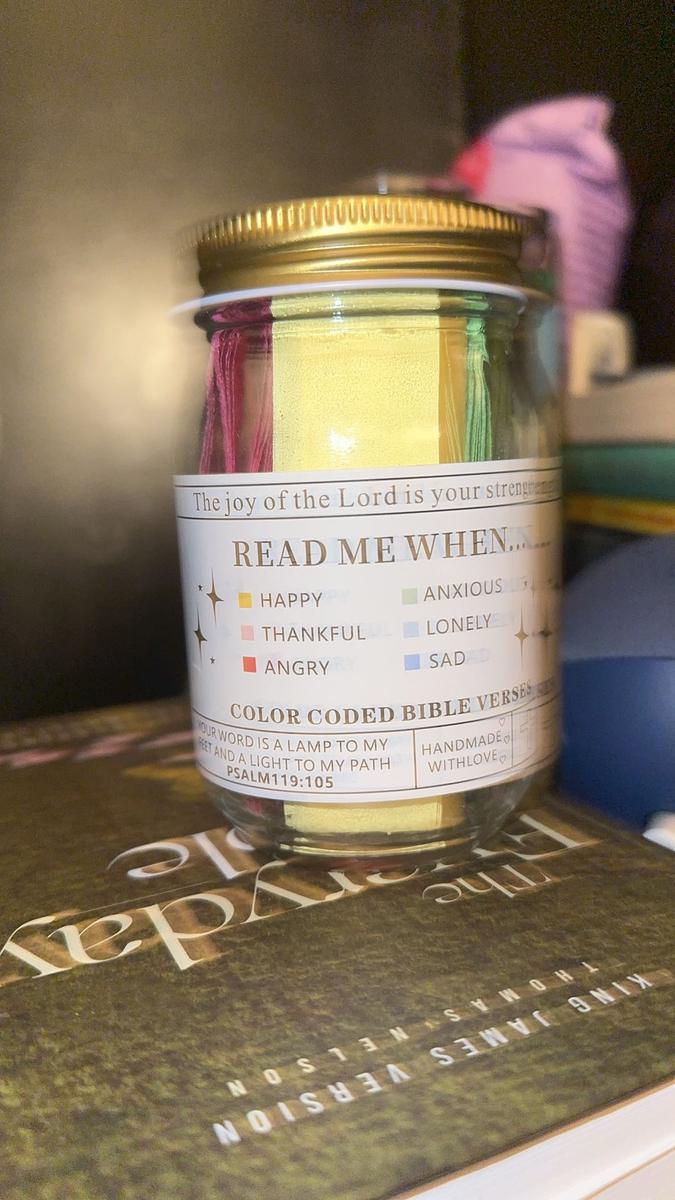 The joy of the Lord is your strength
READ ME WHEN...
HAPPY
THANKFUL
ANGRY
ANXIOUS
LONELY
SAD
COLOR CODED BIBLE VERSES
YOUR WORD IS A LAMP TO MY
FEET AND A LIGHT TO MY PATH
PSALM119:105
HANDMADE
WITHLOVE
The
Everyday
KING JAMES VERSION
THOMAS NELSON